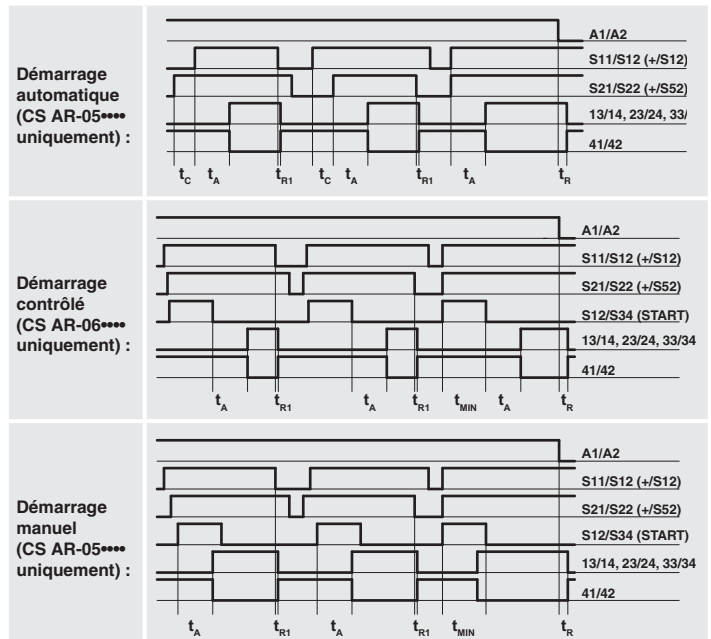 Démarrage
automatique
(CS AR-05••••
uniquement) :
A1/A2
S11/S12 (+/S12)
S21/S22 (+/S52)
13/14, 23/24, 33/
41/42
tC tA tR1 tC tA tR1 tA tR
Démarrage
contrôlé
(CS AR-06••••
uniquement) :
A1/A2
S11/S12 (+/S12)
S21/S22 (+/S52)
S12/S34 (START)
13/14, 23/24, 33/34
41/42
tA tR1 tA tR1 tMIN tA tR
Démarrage
manuel
(CS AR-05••••
uniquement) :
A1/A2
S11/S12 (+/S12)
S21/S22 (+/S52)
S12/S34 (START)
13/14, 23/24, 33/34
41/42
tA tR1 tA tR1 tMIN tR